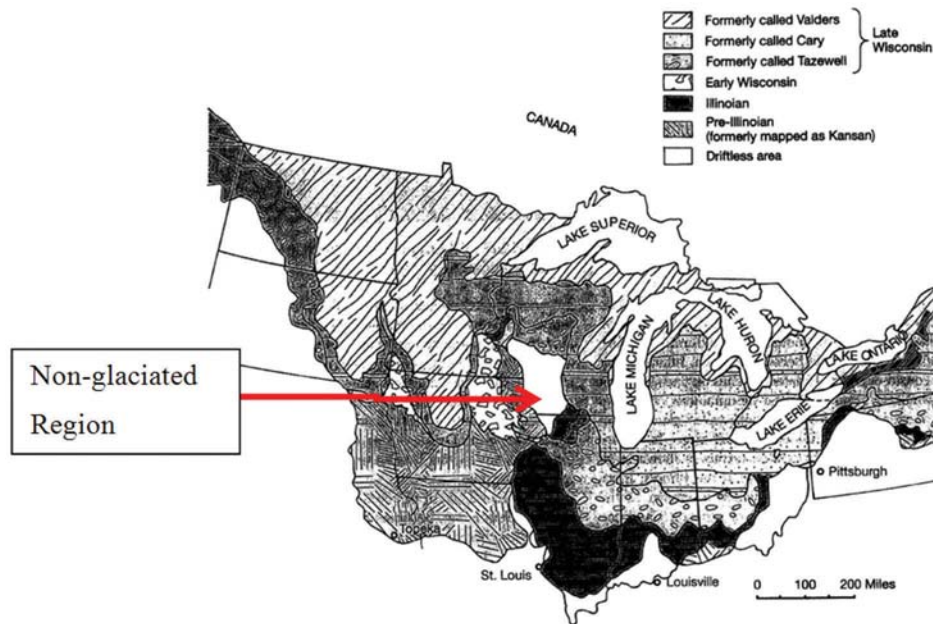 Formerly called Valders
Formerly called Cary
Formerly called Tazewell
Late
Wisconsin
Early Wisconsin
Illinoian
Pre-Illinoian
(formerly mapped as Kansan)
Driftless area
CANADA
LAKE SUPERIOR
LAKE MICHIGAN
LAKE HURON
LAKE ONTARIO
LAKE ERIE
Non-glaciated
Region
Pittsburgh
Topeka
St. Louis
Louisville
0 100 200 Miles